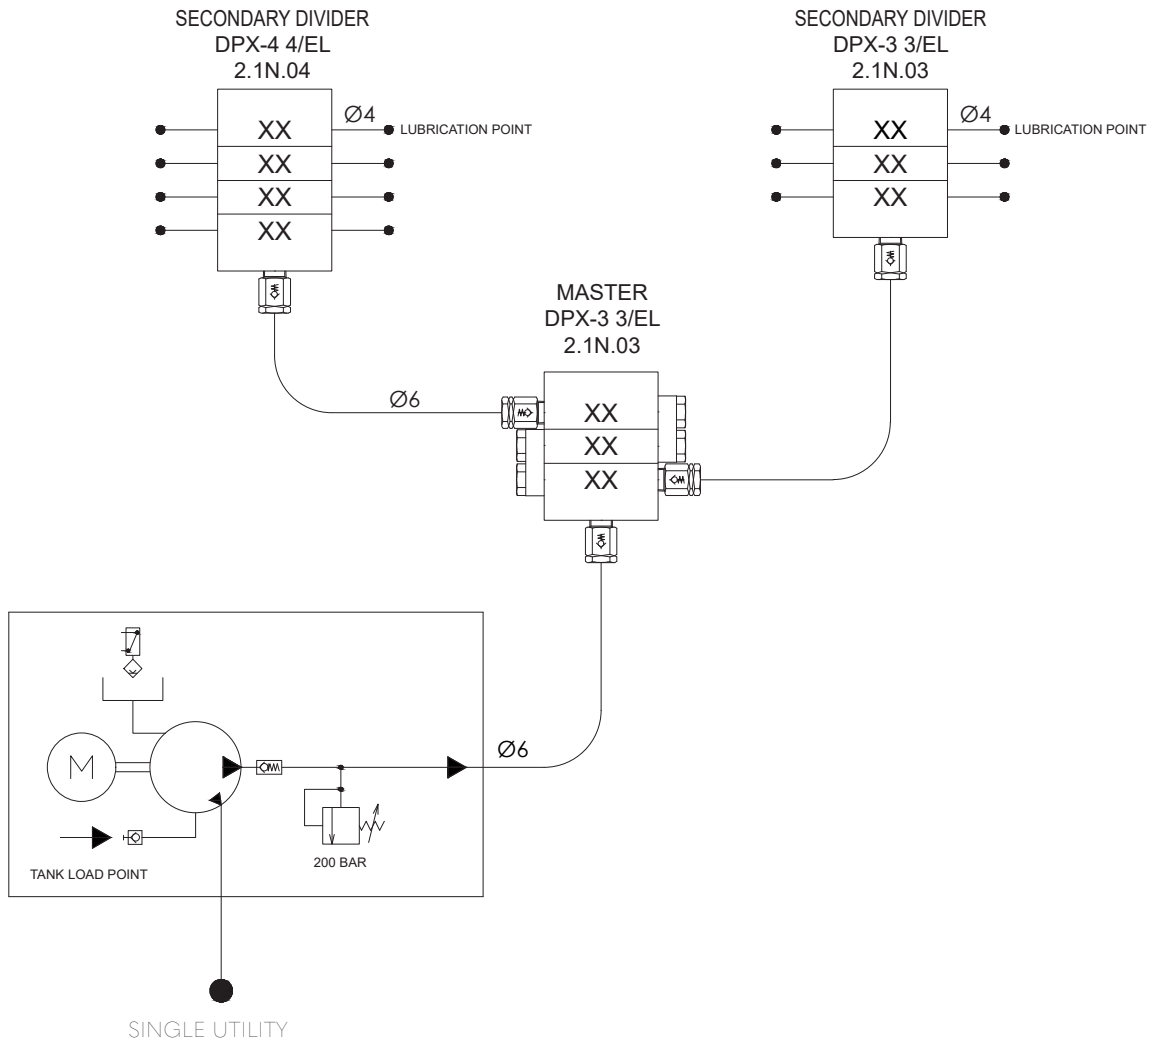 SECONDARY DIVIDER
DPX-4 4/EL
2.1N.04
SECONDARY DIVIDER
DPX-3 3/EL
2.1N.03
XX
Ø4
LUBRICATION POINT
XX
XX
XX
XX
Ø4
LUBRICATION POINT
XX
XX
MASTER
DPX-3 3/EL
2.1N.03
Ø6
XX
XX
XX
Ø6
M
200 BAR
TANK LOAD POINT
SINGLE UTILITY